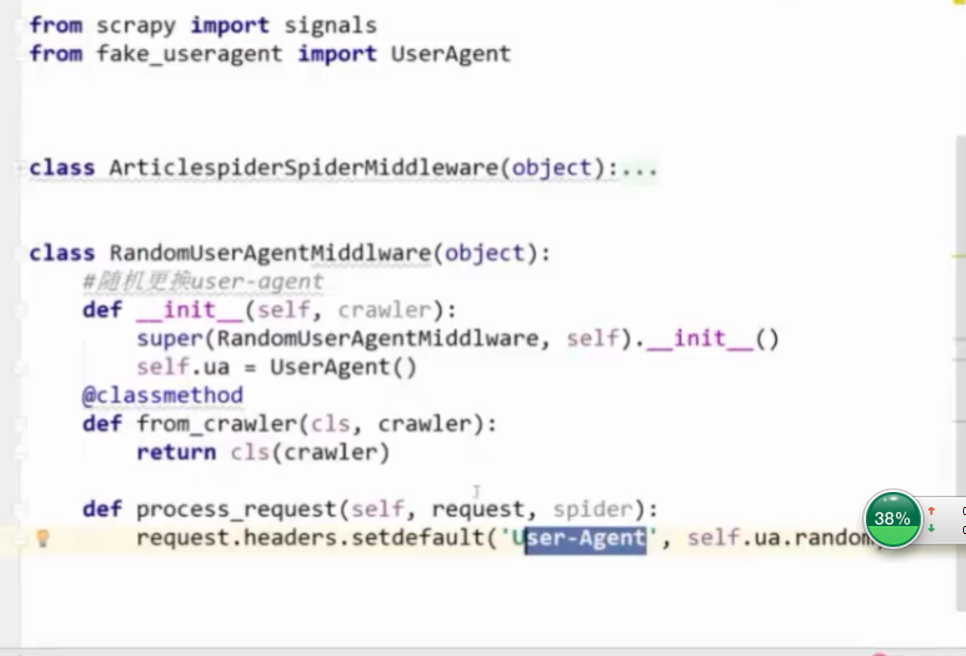 from scrapy import signals
from fake_useragent import UserAgent
class ArticlespiderSpiderMiddleware(object):...
class RandomUserAgentMiddlware(object):
#随机更换user-agent
def __init__(self, crawler):
super(RandomUserAgentMiddlware, self).__init__()
self.ua = UserAgent()
@classmethod
def from_crawler(cls, crawler):
return cls(crawler)
def process_request(self, request, spider):
request.headers.setdefault('User-Agent', self.ua.random)
38%